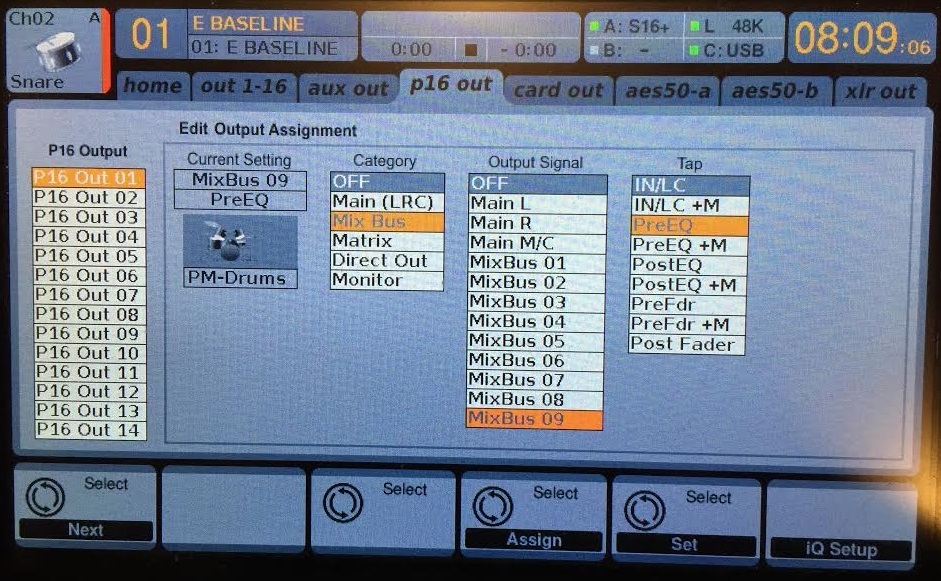 Ch02 A
Snare
01
E BASELINE
01: E BASELINE
0:00 - 0:00
A: S16+
B: -
L 48K
C: USB
08:09:06
home
out 1-16
aux out
p16 out
card out
aes50-a
aes50-b
xlr out
Edit Output Assignment
P16 Output
P16 Out 01
P16 Out 02
P16 Out 03
P16 Out 04
P16 Out 05
P16 Out 06
P16 Out 07
P16 Out 08
P16 Out 09
P16 Out 10
P16 Out 11
P16 Out 12
P16 Out 13
P16 Out 14
Current Setting
MixBus 09
PreEQ
PM-Drums
Category
OFF
Main (LRC)
Mix Bus
Matrix
Direct Out
Monitor
Output Signal
OFF
Main L
Main R
Main M/C
MixBus 01
MixBus 02
MixBus 03
MixBus 04
MixBus 05
MixBus 06
MixBus 07
MixBus 08
MixBus 09
Tap
IN/LC
IN/LC +M
PreEQ
PreEQ +M
PostEQ
PostEQ +M
PreFdr
PreFdr +M
Post Fader
Select
Next
Select
Select
Assign
Select
Set
iQ Setup